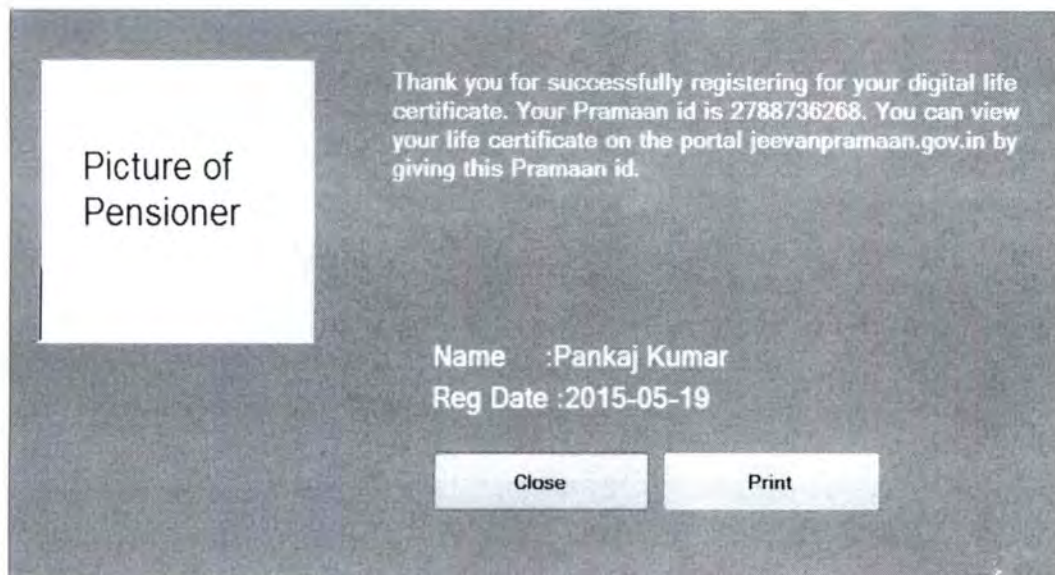 Picture of
Pensioner
Thank you for successfully registering for your digital life
certificate. Your Pramaan id is 2788736268. You can view
your life certificate on the portal jeevanpramaan.gov.in by
giving this Pramaan id.
Name :Pankaj Kumar
Reg Date :2015-05-19
Close
Print